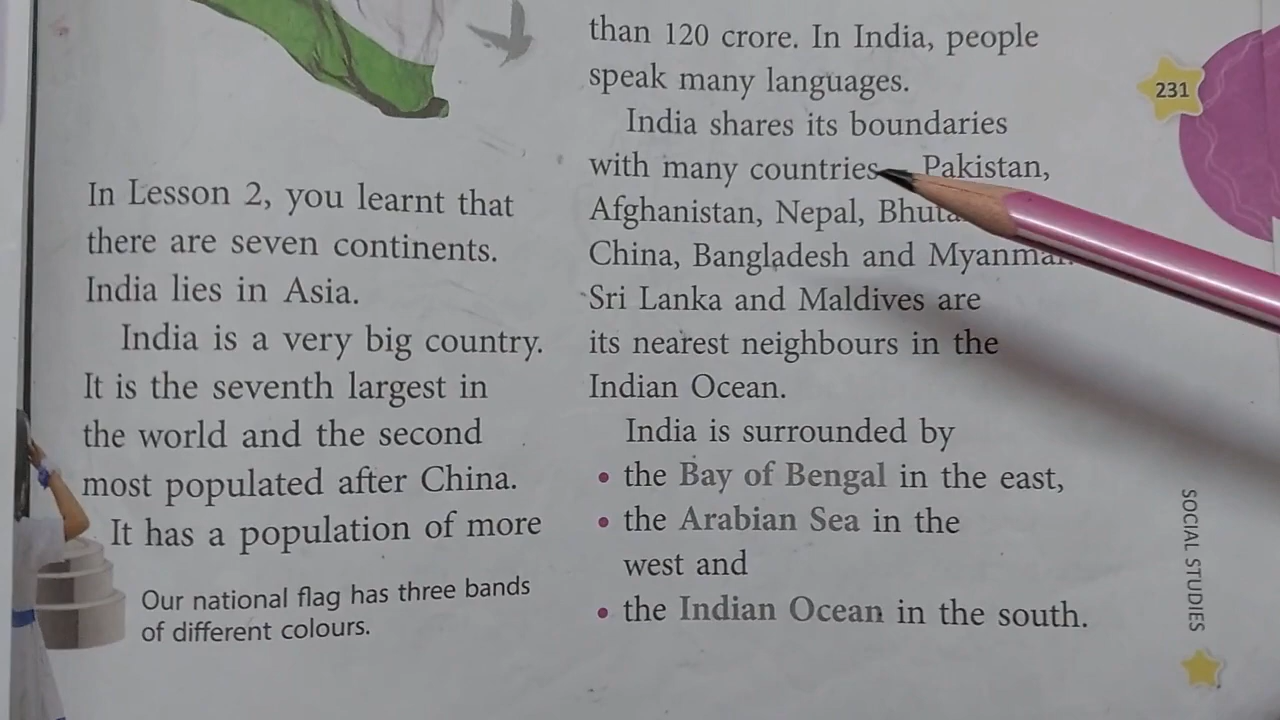 In Lesson 2, you learnt that
there are seven continents.
India lies in Asia.
India is a very big country.
It is the seventh largest in
the world and the second
most populated after China.
It has a population of more
Our national flag has three bands
of different colours.
than 120 crore. In India, people
speak many languages.
India shares its boundaries
with many countries – Pakistan,
Afghanistan, Nepal,
China, Bangladesh and Myanmar.
Sri Lanka and Maldives are
its nearest neighbours in the
Indian Ocean.
India is surrounded by
• the Bay of Bengal in the east,
• the Arabian Sea in the
west and
• the Indian Ocean in the south.
231
SOCIAL STUDIES